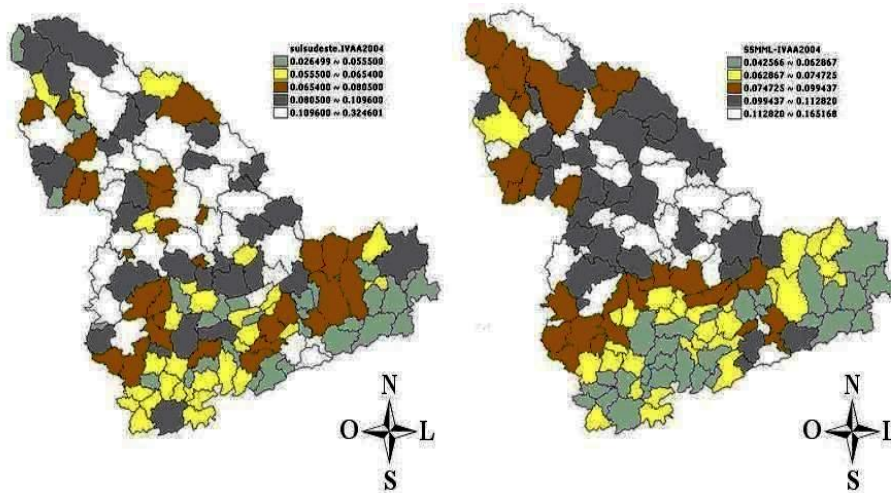 sulsudeste.IVAA2004
0.026499 ~ 0.055500
0.055500 ~ 0.065400
0.065400 ~ 0.080500
0.080500 ~ 0.109600
0.109600 ~ 0.324601
SSMML-IVAA2004
0.042566 ~ 0.062867
0.062867 ~ 0.074725
0.074725 ~ 0.099437
0.099437 ~ 0.112820
0.112820 ~ 0.165168
N
O L
S
N
O L
S